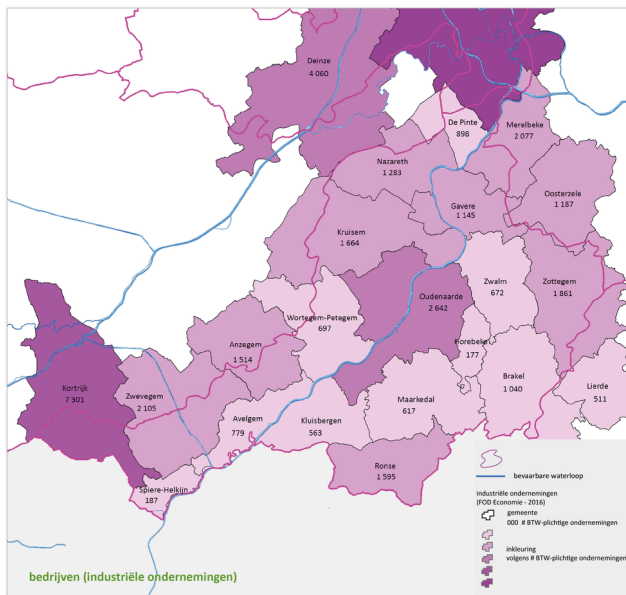 Deinze
4 060
De Pinte
898
Merelbeke
2 077
Nazareth
1 283
Oosterzele
1 187
Gavere
1 145
Kruisem
1 664
Zwalm
672
Zottegem
1 861
Oudenaarde
2 642
Wortegem-Petegem
697
Horebeke
177
Anzegem
1 514
Brakel
1 040
Lierde
511
Kortrijk
7 301
Zwevegem
2 105
Maarkedal
617
Avelgem
779
Kluisbergen
563
Ronse
1 595
Spiere-Helkijn
187
bevaarbare waterloop
industriële ondernemingen
(FOD Economie - 2016)
gemeente
000 # BTW-plichtige ondernemingen
inkleuring
volgens # BTW-plichtige ondernemingen
bedrijven (industriële ondernemingen)